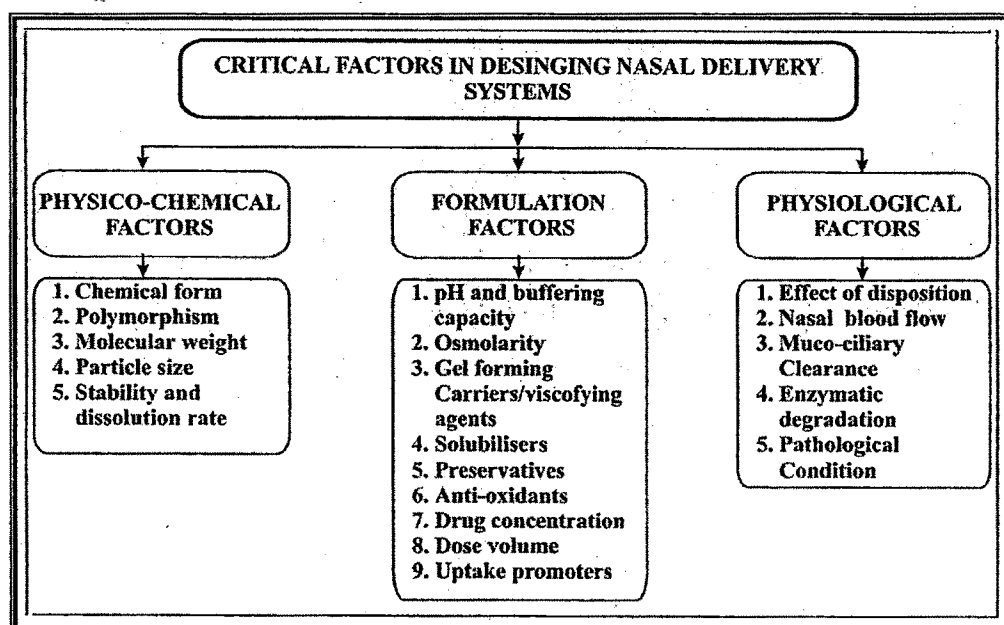 CRITICAL FACTORS IN DESINGING NASAL DELIVERY
SYSTEMS
PHYSICO-CHEMICAL
FACTORS
1. Chemical form
2. Polymorphism
3. Molecular weight
4. Particle size
5. Stability and
dissolution rate
FORMULATION
FACTORS
1. pH and buffering
capacity
2. Osmolarity
3. Gel forming
Carriers/viscofying
agents
4. Solubilisers
5. Preservatives
6. Anti-oxidants
7. Drug concentration
8. Dose volume
9. Uptake promoters
PHYSIOLOGICAL
FACTORS
1. Effect of disposition
2. Nasal blood flow
3. Muco-ciliary
Clearance
4. Enzymatic
degradation
5. Pathological
Condition